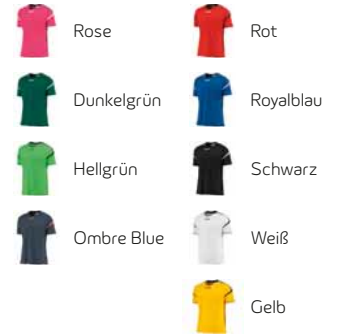 Rose
Rot
Dunkelgrün
Royalblau
Hellgrün
Schwarz
Ombre Blue
Weiß
Gelb